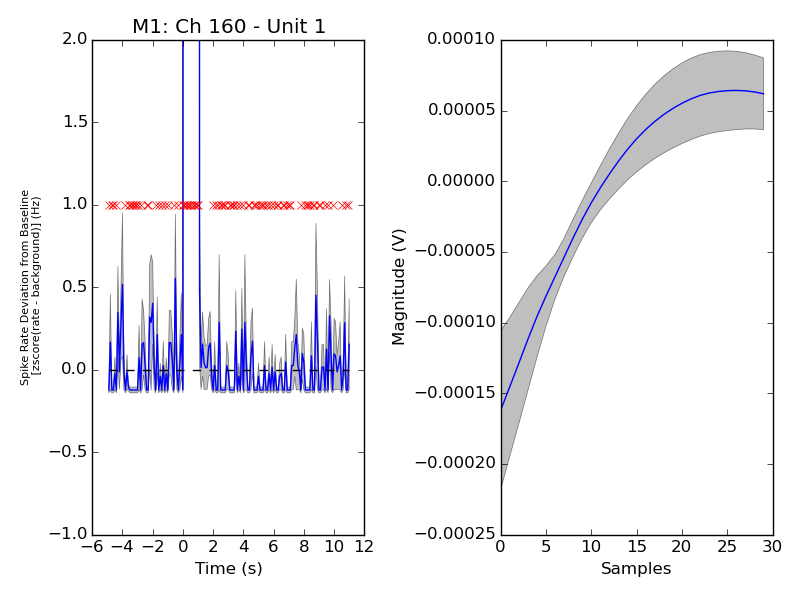 M1: Ch 160 - Unit 1
2.0
1.5
1.0
0.5
0.0
−0.5
−1.0
−6 −4 −2 0 2 4 6 8 10 12
Time (s)
Spike Rate Deviation from Baseline
[zscore(rate - background)] (Hz)
0.00010
0.00005
0.00000
−0.00005
−0.00010
−0.00015
−0.00020
−0.00025
0 5 10 15 20 25 30
Samples
Magnitude (V)